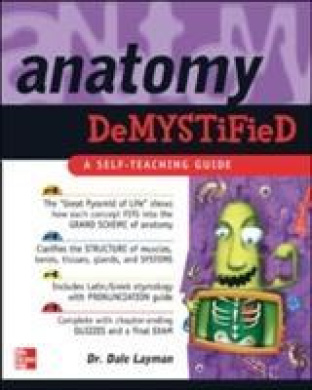 anatomy
DeMYSTiFieD
A SELF-TEACHING GUIDE
The "Great Pyramid of Life" shows
how each concept FITS into the
GRAND SCHEME of anatomy
Clarifies the STRUCTURE of muscles,
bones, tissues, glands, and SYSTEMS
Includes Latin/Greek etymology
with PRONUNCIATION guide
Complete with chapter-ending
QUIZZES and a final EXAM
Dr. Dale Layman